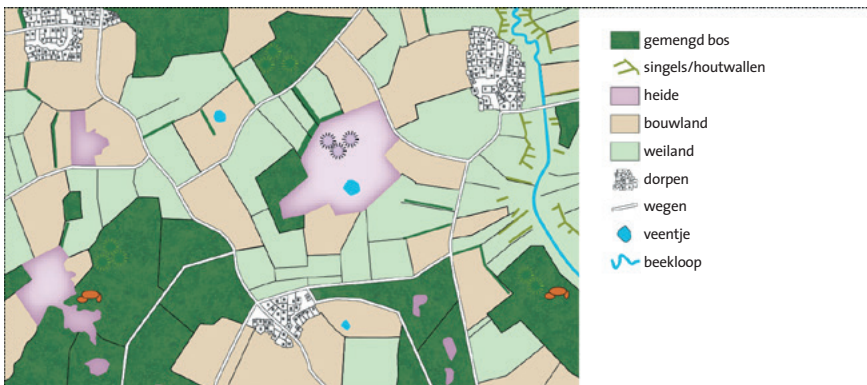 gemengd bos
singels/houtwallen
heide
bouwland
weiland
dorpen
wegen
veentje
beekloop